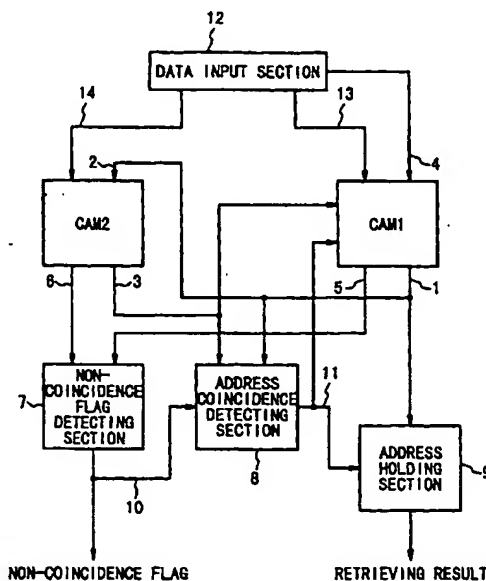 12
DATA INPUT SECTION
14
13
2
4
CAM2
CAM1
6
3
5
1
NON-
COINCIDENCE
FLAG
DETECTING
SECTION
7
ADDRESS
COINCIDENCE
DETECTING
SECTION
8
11
ADDRESS
HOLDING
SECTION
9
10
NON-COINCIDENCE FLAG
RETRIEVING RESULT